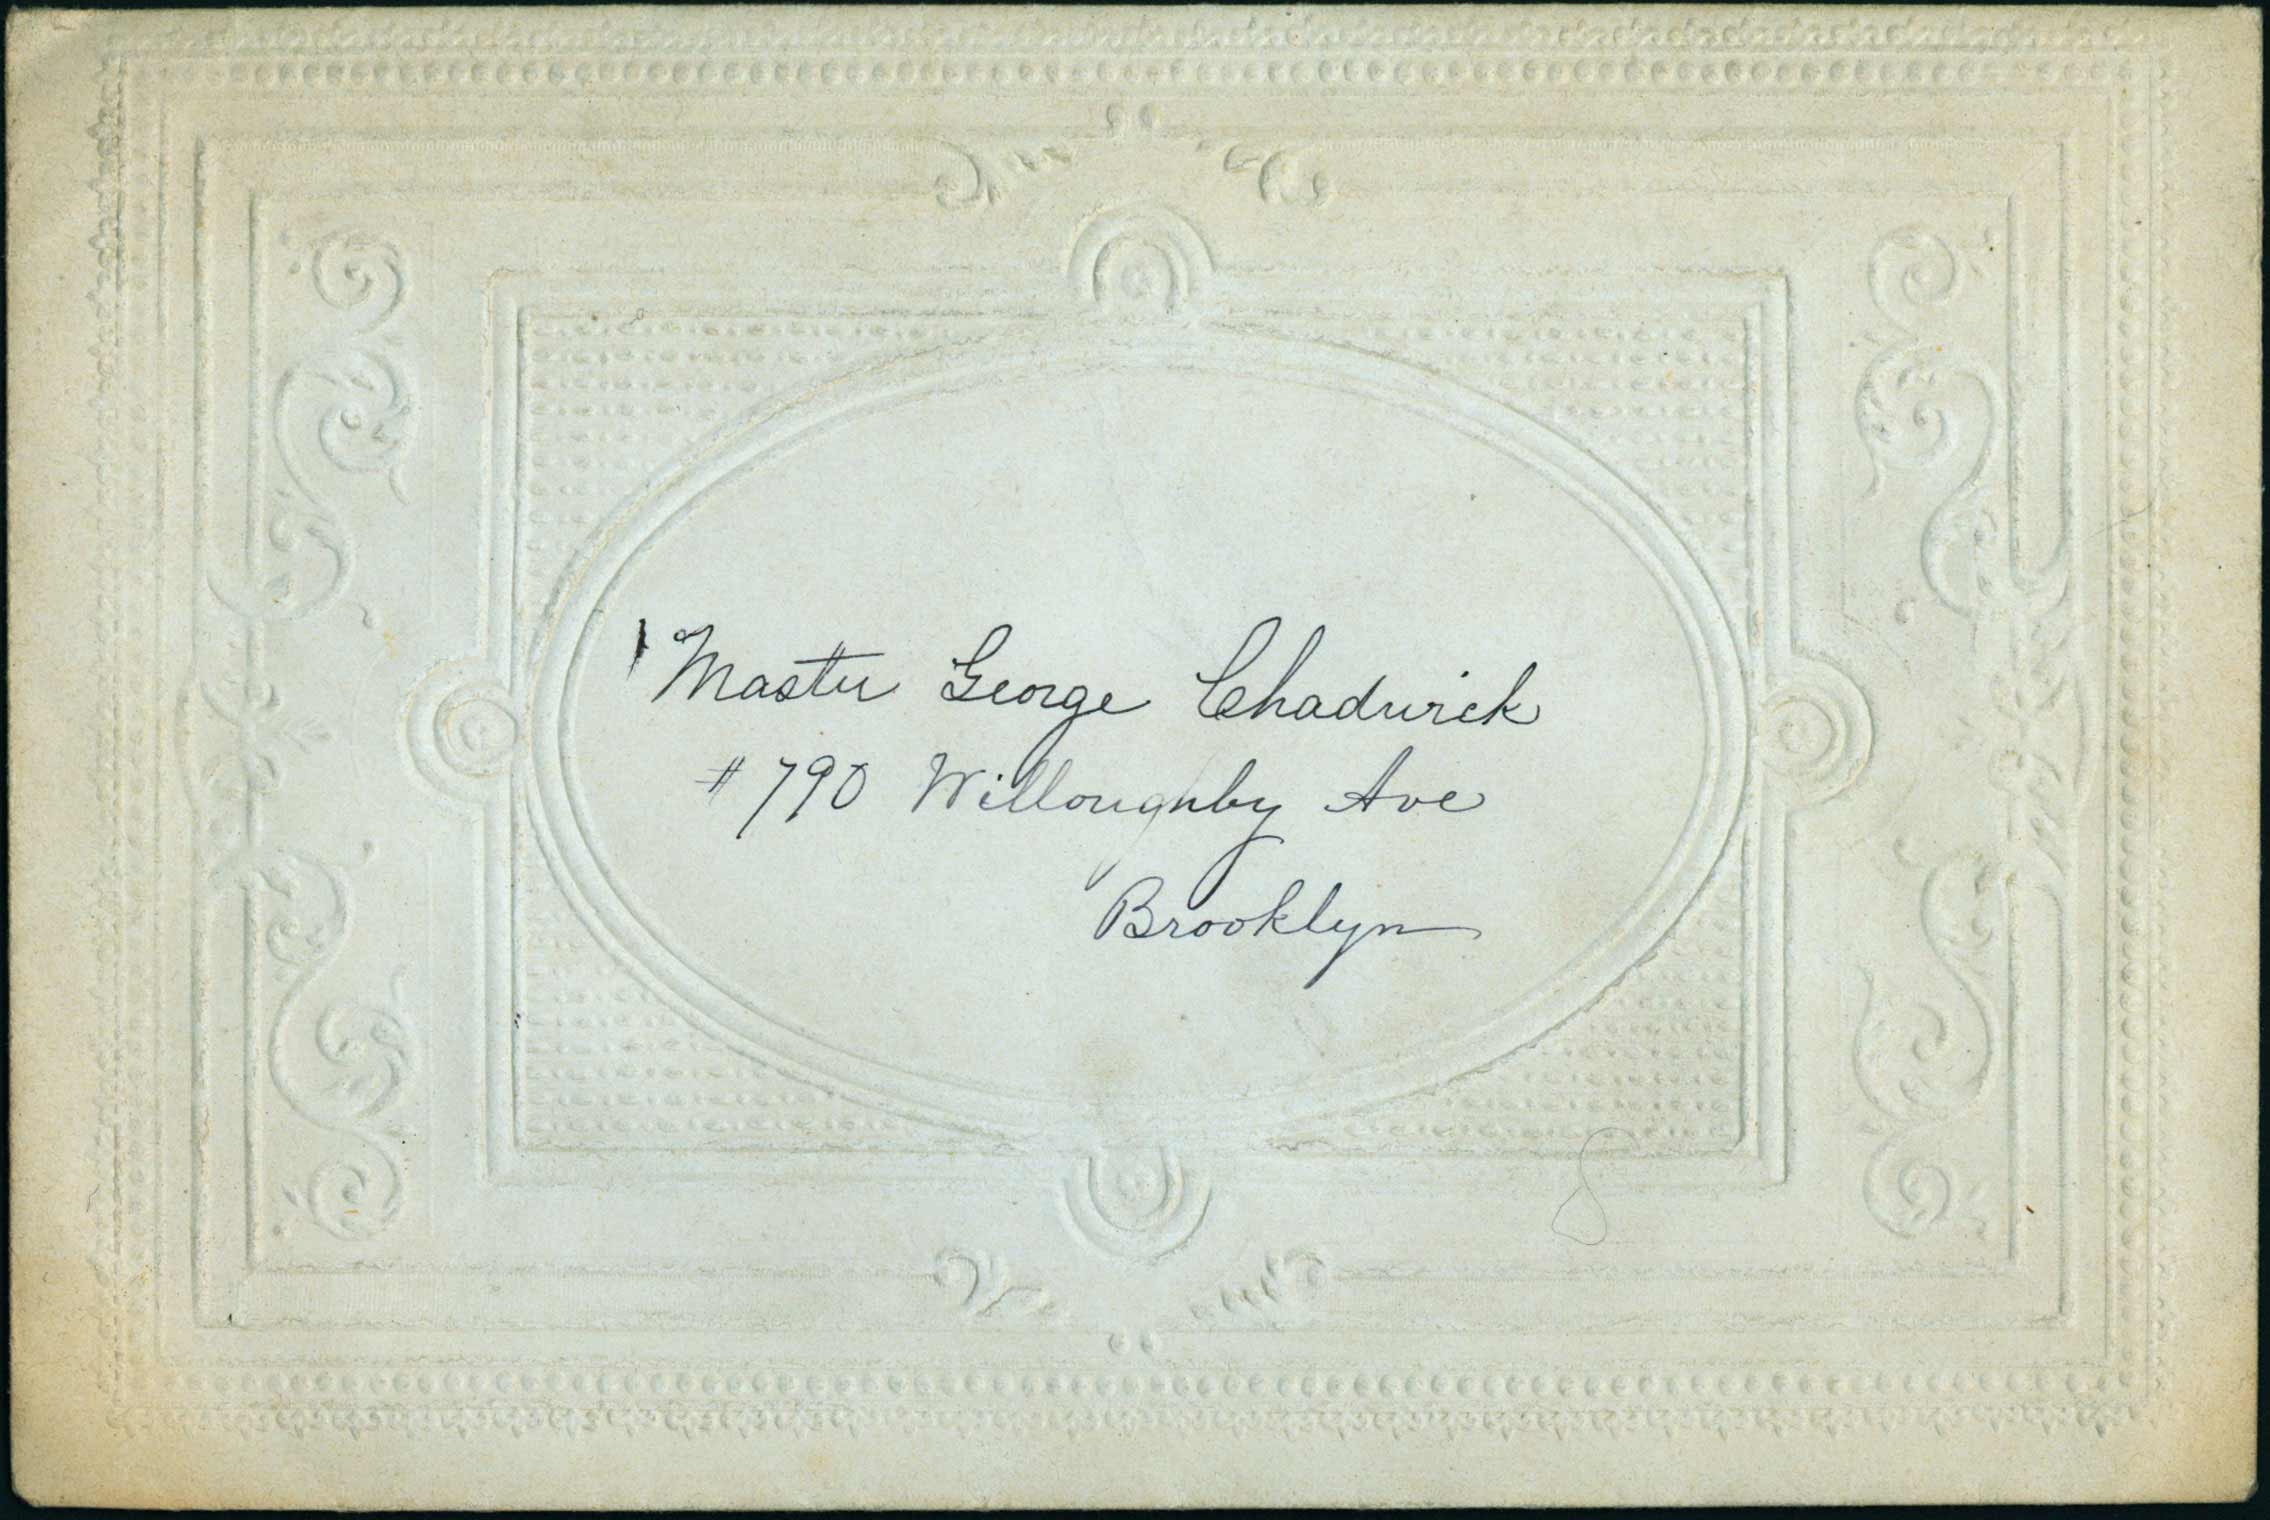 Master George Chadwick
# 790 Willoughby Ave
Brooklyn